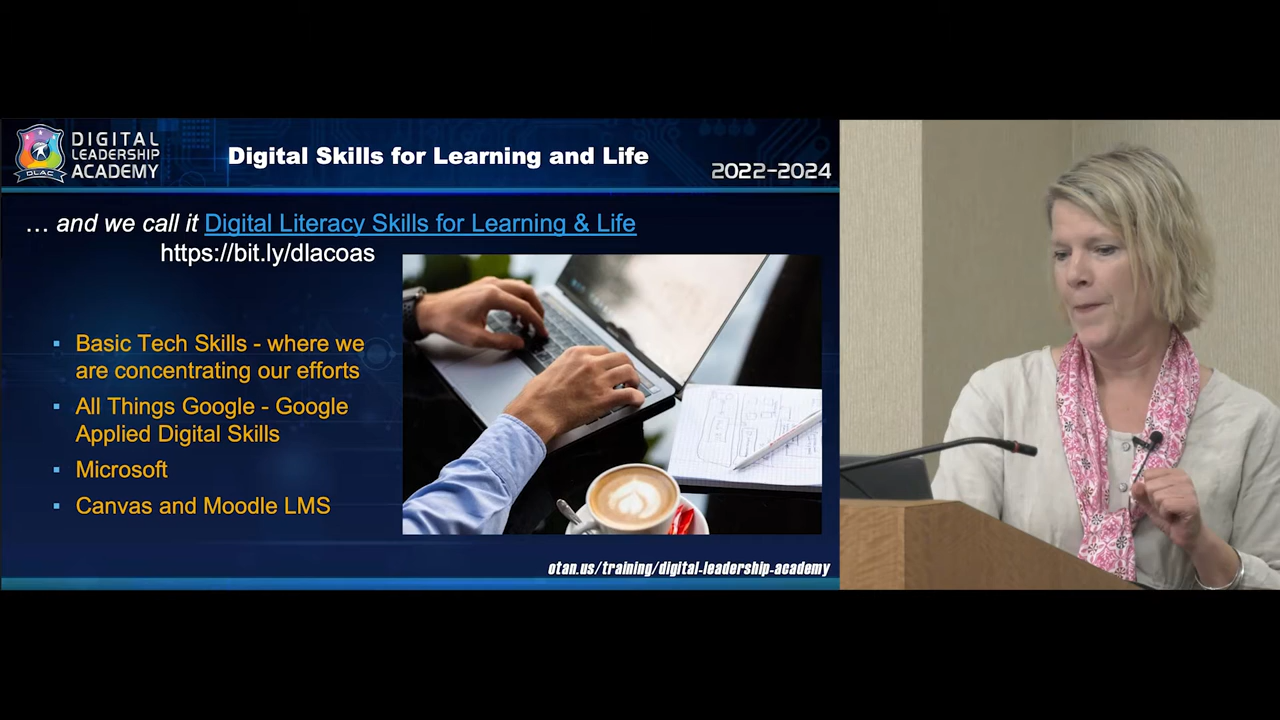 DIGITAL
LEADERSHIP
ACADEMY
DLAC
Digital Skills for Learning and Life
2022-2024
... and we call it Digital Literacy Skills for Learning & Life
https://bit.ly/dlacoas
▪ Basic Tech Skills - where we
are concentrating our efforts
▪ All Things Google - Google
Applied Digital Skills
▪ Microsoft
▪ Canvas and Moodle LMS
otan.us/training/digital-leadership-academy